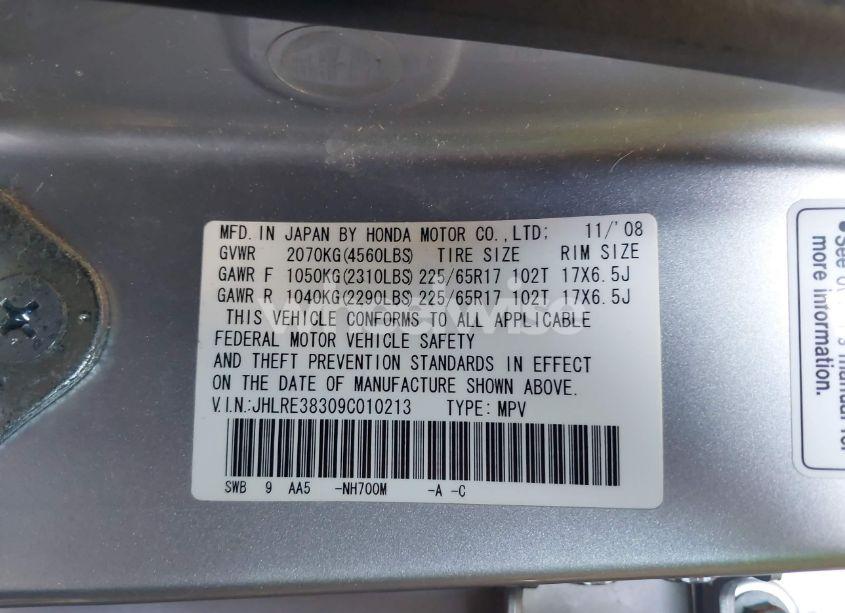 MFD. IN JAPAN BY HONDA MOTOR CO., LTD; 11/'08
GVWR 2070KG(4560LBS) TIRE SIZE RIM SIZE
GAWR F 1050KG(2310LBS) 225/65R17 102T 17X6.5J
GAWR R 1040KG(2290LBS) 225/65R17 102T 17X6.5J
THIS VEHICLE CONFORMS TO ALL APPLICABLE
FEDERAL MOTOR VEHICLE SAFETY
AND THEFT PREVENTION STANDARDS IN EFFECT
ON THE DATE OF MANUFACTURE SHOWN ABOVE.
V.I.N.:JHLRE38309C010213 TYPE: MPV
SWB 9 AA5 -NH700M -A -C
more information.